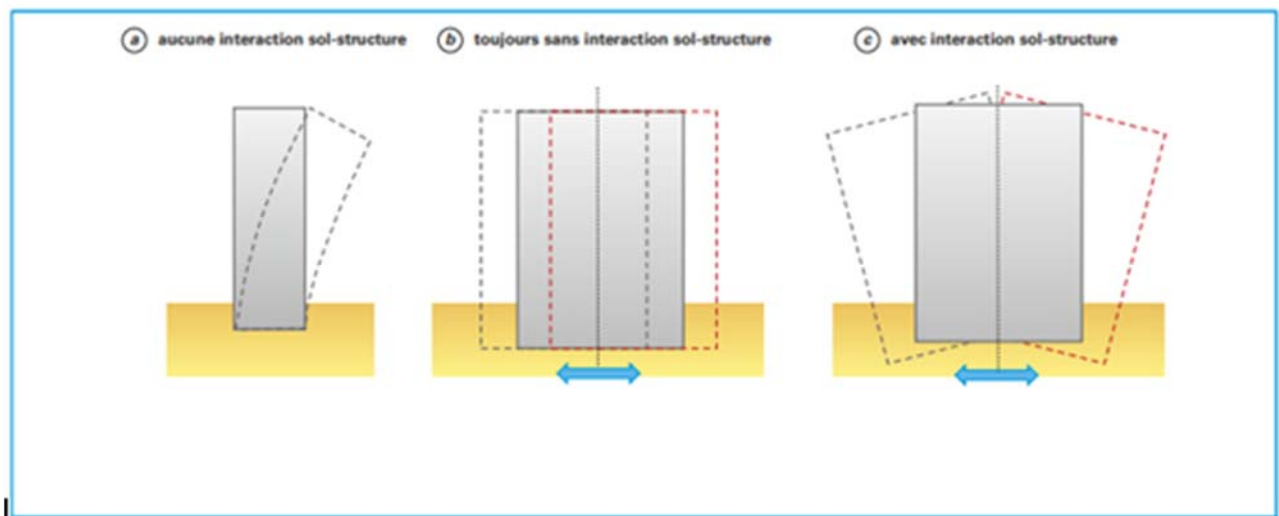 a aucune interaction sol-structure
b toujours sans interaction sol-structure
c avec interaction sol-structure